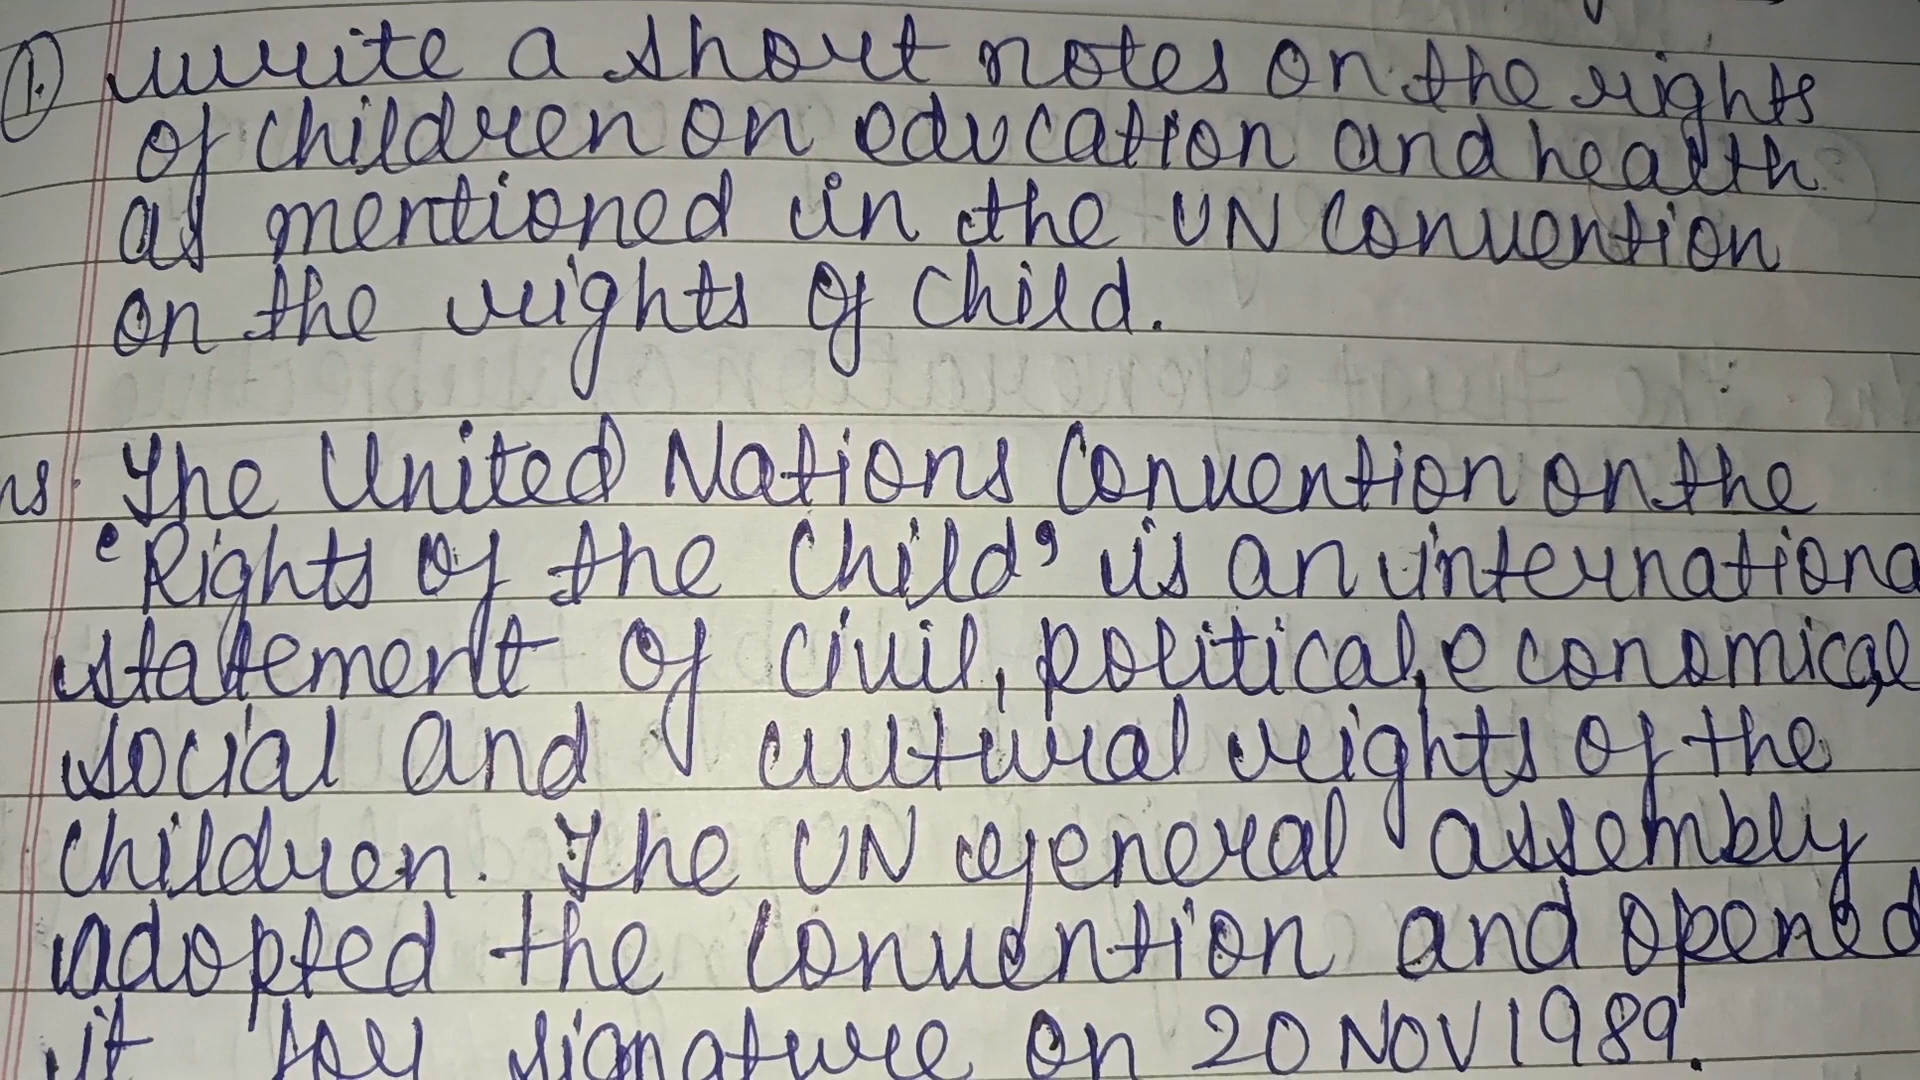 1. Write a short notes on the rights
of children on education and health
as mentioned in the UN convention
on the rights of child.
ns. The United Nations Convention on the
'Rights of the Child' is an internationa
statement of civil, political, economical,
social and cultural rights of the
children. The UN general assembly
adopted the convention and opened
it for signature on 20 NOV 1989.